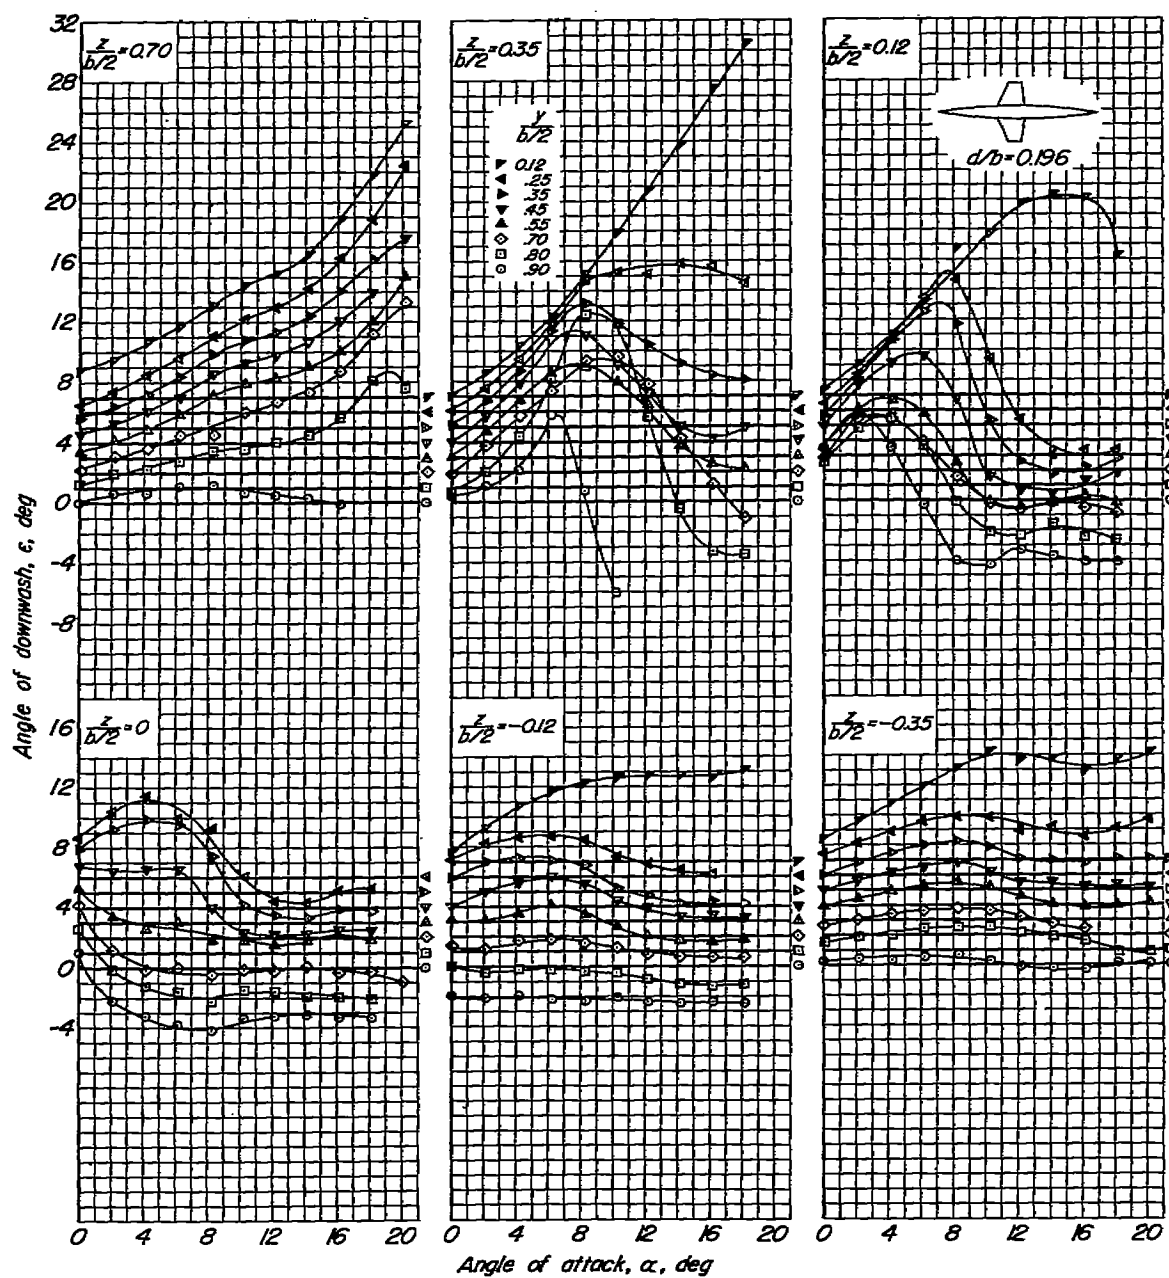 z/b/2 = 0.70
z/b/2 = 0.35
z/b/2 = 0.12
y/b/2
0.12
.25
.35
.45
.55
.70
.80
.90
d/b = 0.196
32
28
24
20
16
12
8
4
0
-4
-8
Angle of downwash, ϵ, deg
z/b/2 = 0
z/b/2 = -0.12
z/b/2 = -0.35
16
12
8
4
0
-4
0 4 8 12 16 20
0 4 8 12 16 20
0 4 8 12 16 20
Angle of attack, α, deg